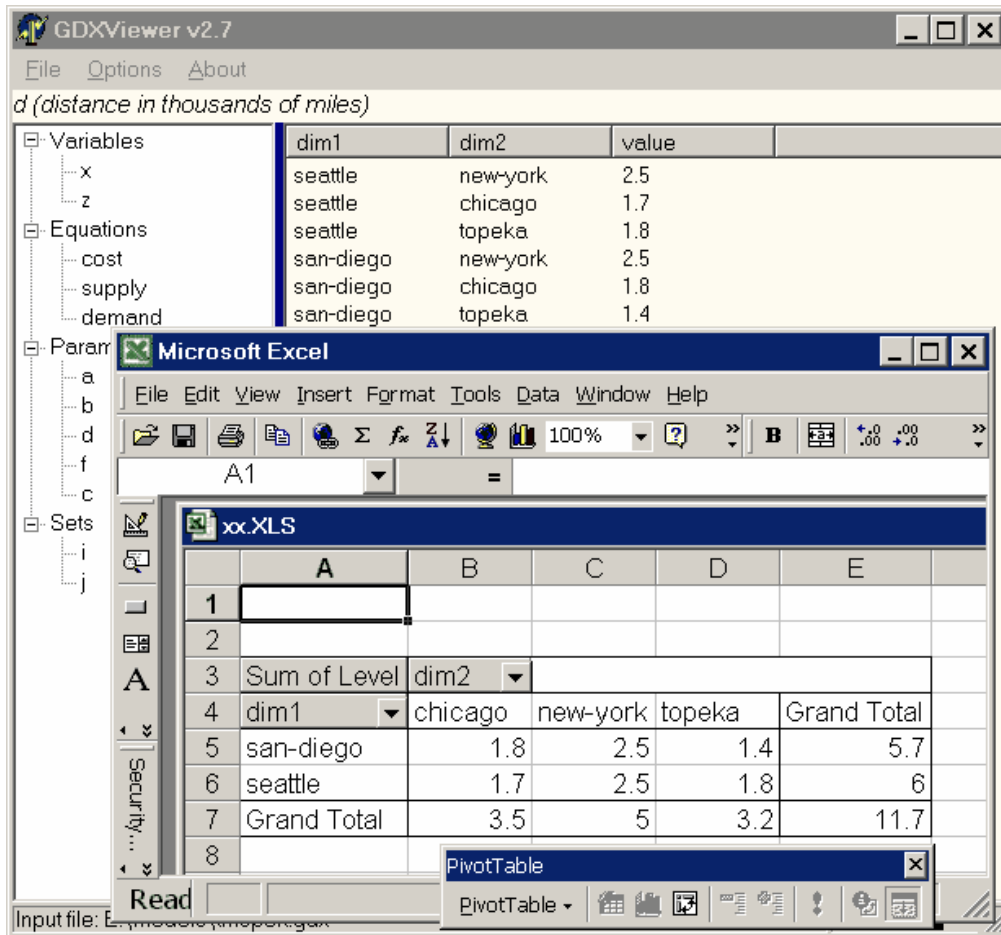 GDXViewer v2.7
File Options About
d (distance in thousands of miles)
Variables
x
z
Equations
cost
supply
demand
Param
a
b
d
f
c
Sets
i
j
dim1 dim2 value
seattle new-york 2.5
seattle chicago 1.7
seattle topeka 1.8
san-diego new-york 2.5
san-diego chicago 1.8
san-diego topeka 1.4
Microsoft Excel
File Edit View Insert Format Tools Data Window Help
100%
A1 =
xx.XLS
A B C D E
1
2
3 Sum of Level dim2
4 dim1 chicago new-york topeka Grand Total
5 san-diego 1.8 2.5 1.4 5.7
6 seattle 1.7 2.5 1.8 6
7 Grand Total 3.5 5 3.2 11.7
8
Security...
PivotTable
PivotTable
Read
Input file: